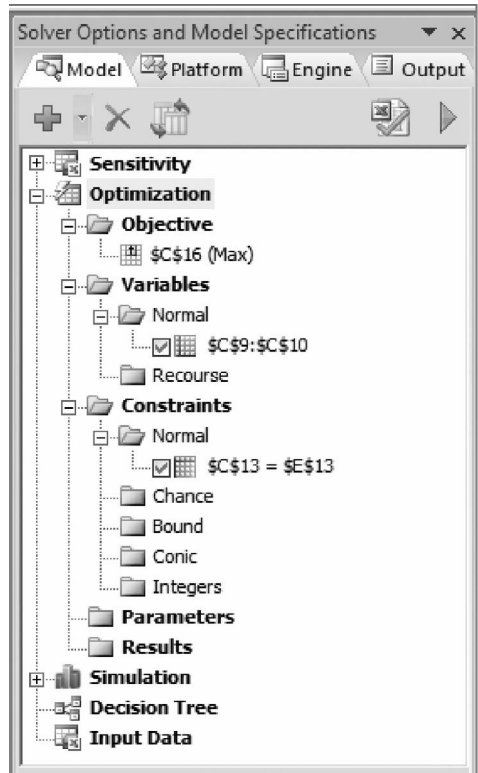 Solver Options and Model Specifications
Model Platform Engine Output
Sensitivity
Optimization
Objective
$C$16 (Max)
Variables
Normal
$C$9:$C$10
Recourse
Constraints
Normal
$C$13 = $E$13
Chance
Bound
Conic
Integers
Parameters
Results
Simulation
Decision Tree
Input Data